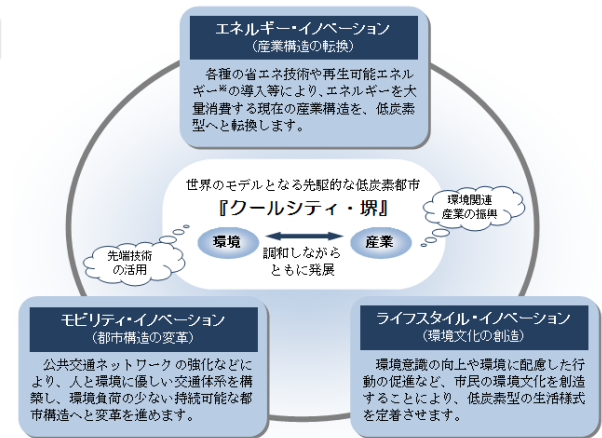 エネルギー・イノベーション
(産業構造の転換)
各種の省エネ技術や再生可能エネル
ギー※の導入等により、エネルギーを大
量消費する現在の産業構造を、低炭素
型へと転換します。
世界のモデルとなる先駆的な低炭素都市
『クールシティ・堺』
環境関連
産業の振興
環境
産業
調和しながら
ともに発展
先端技術
の活用
モビリティ・イノベーション
(都市構造の変革)
公共交通ネットワークの強化などに
より、人と環境に優しい交通体系を構
築し、環境負荷の少ない持続可能な都
市構造へと変革を進めます。
ライフスタイル・イノベーション
(環境文化の創造)
環境意識の向上や環境に配慮した行
動の促進など、市民の環境文化を創造
することにより、低炭素型の生活様式
を定着させます。